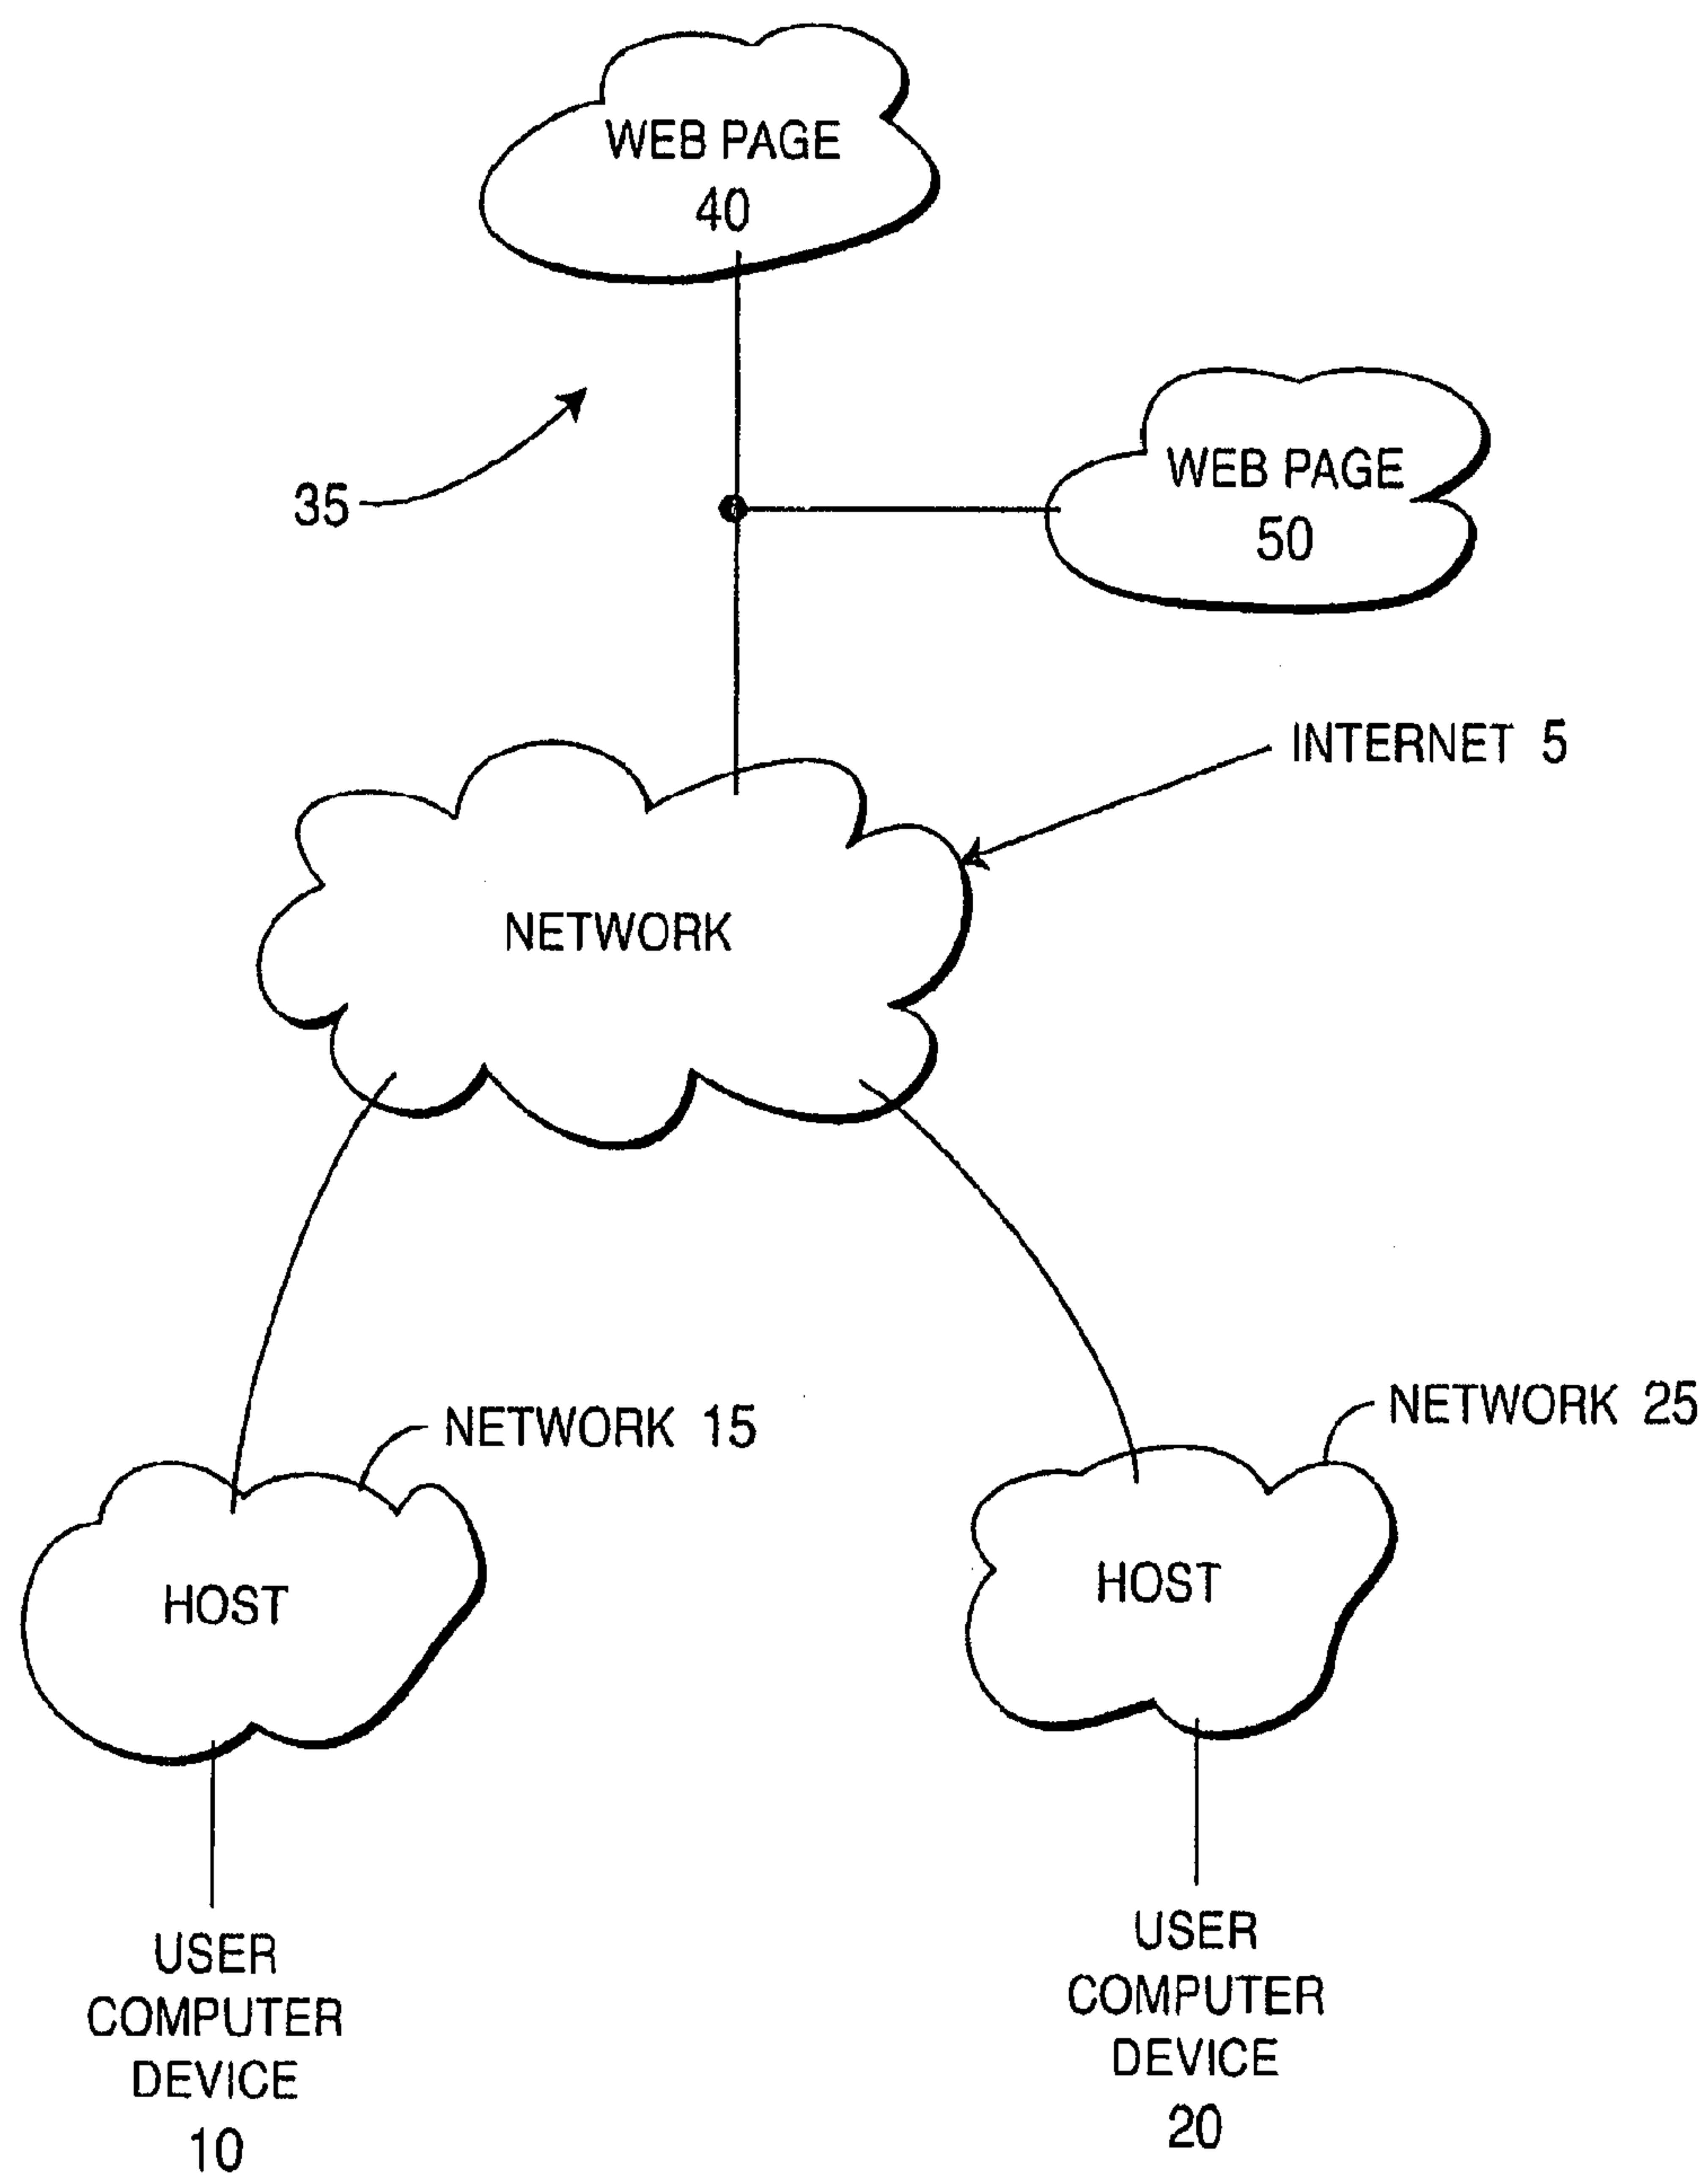 WEB PAGE
40
WEB PAGE
50
35
INTERNET 5
NETWORK
NETWORK 15
NETWORK 25
HOST
HOST
USER
COMPUTER
DEVICE
10
USER
COMPUTER
DEVICE
20